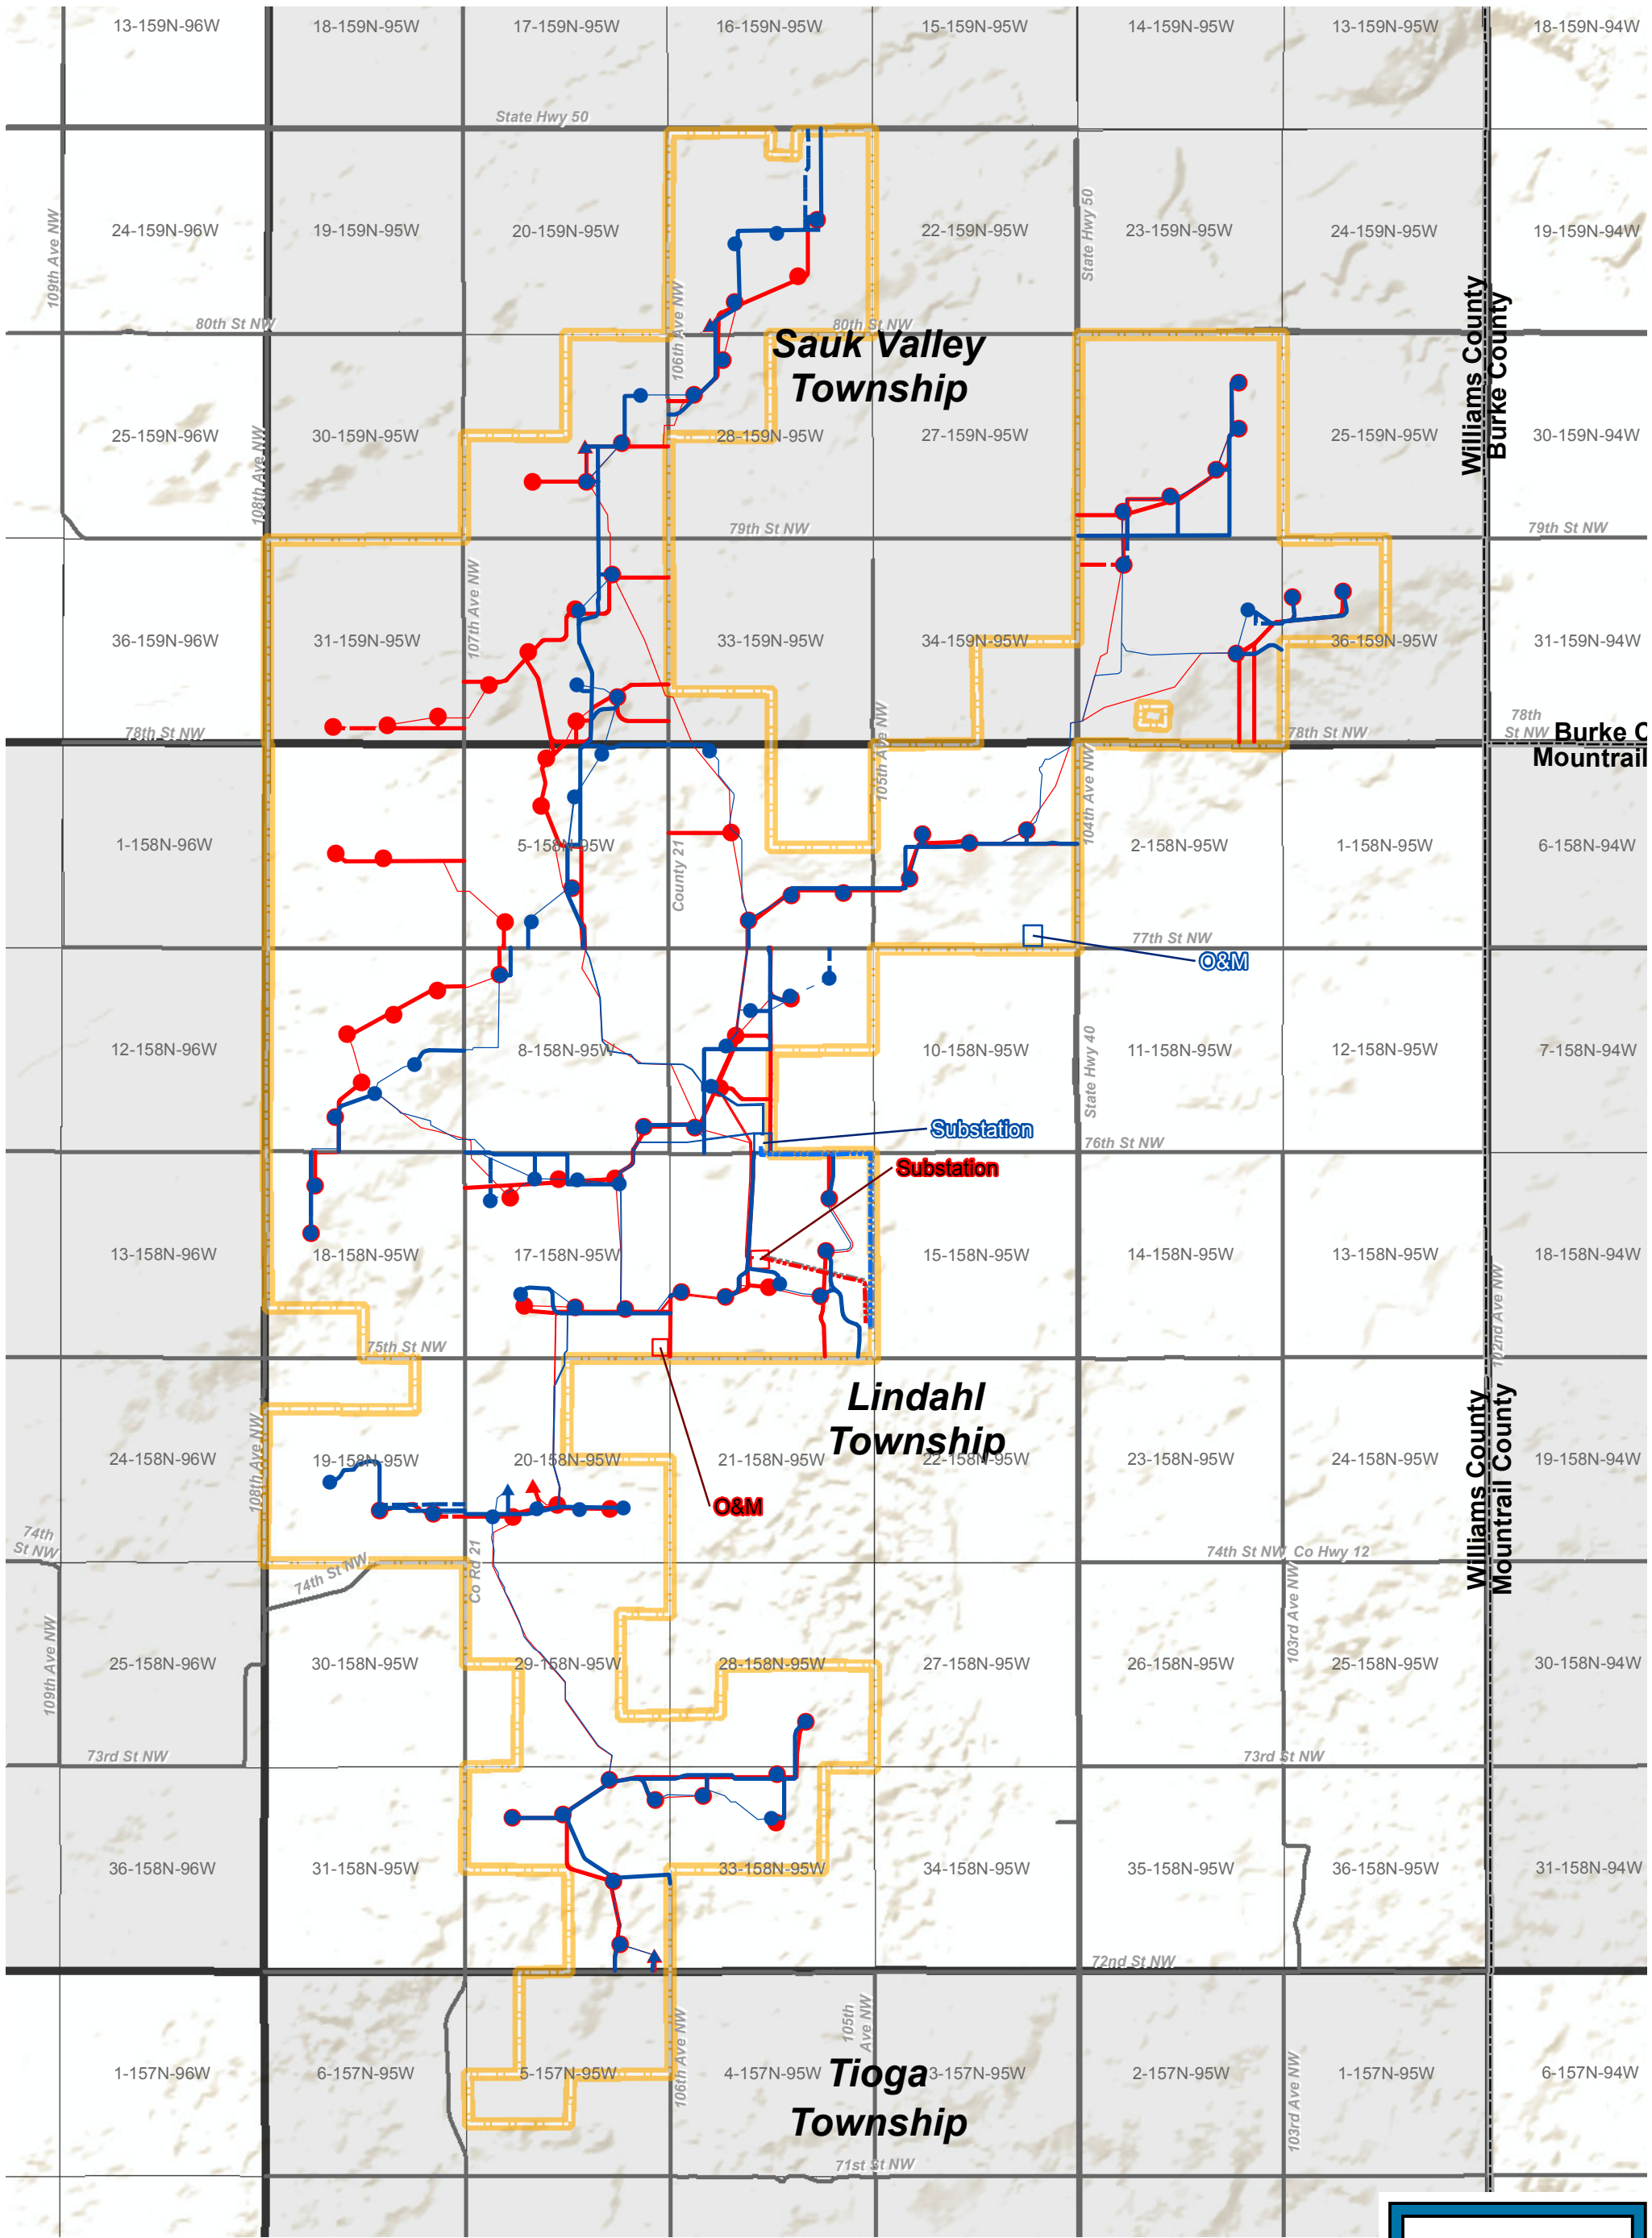 13-159N-96W
18-159N-95W
17-159N-95W
16-159N-95W
15-159N-95W
14-159N-95W
13-159N-95W
18-159N-94W
State Hwy 50
109th Ave NW
24-159N-96W
19-159N-95W
20-159N-95W
22-159N-95W
State Hwy 50
23-159N-95W
24-159N-95W
19-159N-94W
80th St NW
106th Ave NW
80th St NW
Sauk Valley
Township
Williams County
Burke County
25-159N-96W
108th Ave NW
30-159N-95W
28-159N-95W
27-159N-95W
25-159N-95W
30-159N-94W
79th St NW
79th St NW
107th Ave NW
36-159N-96W
31-159N-95W
33-159N-95W
34-159N-95W
36-159N-95W
31-159N-94W
78th St NW
105th Ave NW
78th St NW
78th
St NW
Burke C
Mountrail
104th Ave NW
1-158N-96W
5-158N-95W
County 21
2-158N-95W
1-158N-95W
6-158N-94W
77th St NW
O&M
12-158N-96W
8-158N-95W
10-158N-95W
State Hwy 40
11-158N-95W
12-158N-95W
7-158N-94W
Substation
76th St NW
Substation
13-158N-96W
18-158N-95W
17-158N-95W
15-158N-95W
14-158N-95W
13-158N-95W
18-158N-94W
102nd Ave NW
75th St NW
Lindahl
Township
Williams County
Mountrail County
24-158N-96W
108th Ave NW
19-158N-95W
20-158N-95W
21-158N-95W
22-158N-95W
23-158N-95W
24-158N-95W
19-158N-94W
O&M
74th
St NW
74th St NW
Co Rd 21
74th St NW Co Hwy 12
109th Ave NW
25-158N-96W
30-158N-95W
29-158N-95W
28-158N-95W
27-158N-95W
26-158N-95W
103rd Ave NW
25-158N-95W
30-158N-94W
73rd St NW
73rd St NW
36-158N-96W
31-158N-95W
33-158N-95W
34-158N-95W
35-158N-95W
36-158N-95W
31-158N-94W
72nd St NW
106th Ave NW
105th
Ave NW
1-157N-96W
6-157N-95W
5-157N-95W
4-157N-95W
Tioga
Township
3-157N-95W
2-157N-95W
103rd Ave NW
1-157N-95W
6-157N-94W
71st St NW